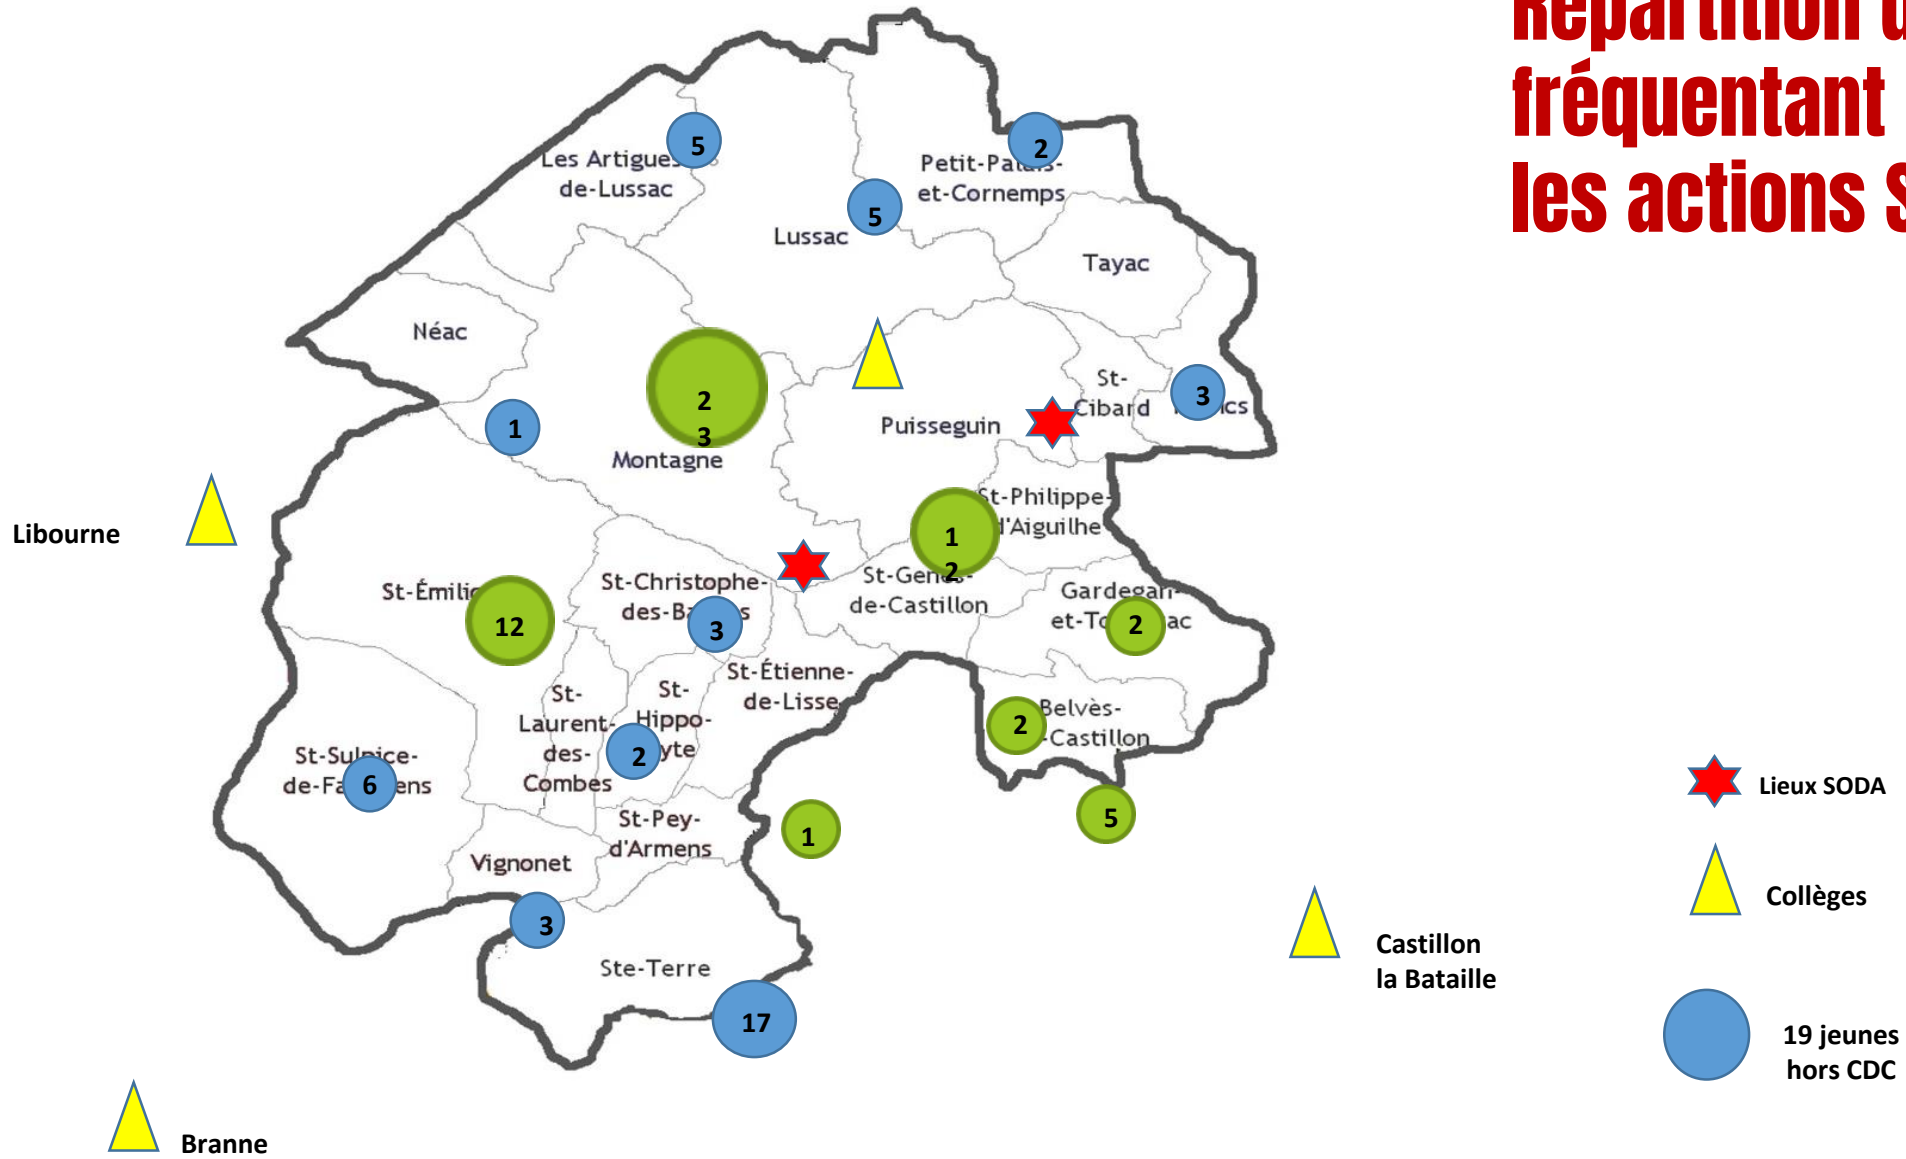 Répartition d
fréquentant
les actions S
5
Les Artigues
de-Lussac
2
Petit-Palais-
et-Cornemps
5
Lussac
Tayac
Néac
2
3
Montagne
1
Puisseguin
St-
Cibard
3
St-Philippe-
d'Aiguilhe
1
2
St-Genès-
de-Castillon
Libourne
St-Émilion
12
St-Christophe-
des-Bardes
3
Gardegan-
et-Tourtirac
2
St-Étienne-
de-Lisse
St-
Laurent-
des-
Combes
St-
Hippo-
lyte
2
2
Belvès-
-Castillon
St-Sulpice-
de-Faleyrens
6
5
1
St-Pey-
d'Armens
Vignonet
3
Ste-Terre
17
Castillon
la Bataille
Branne
Lieux SODA
Collèges
19 jeunes
hors CDC